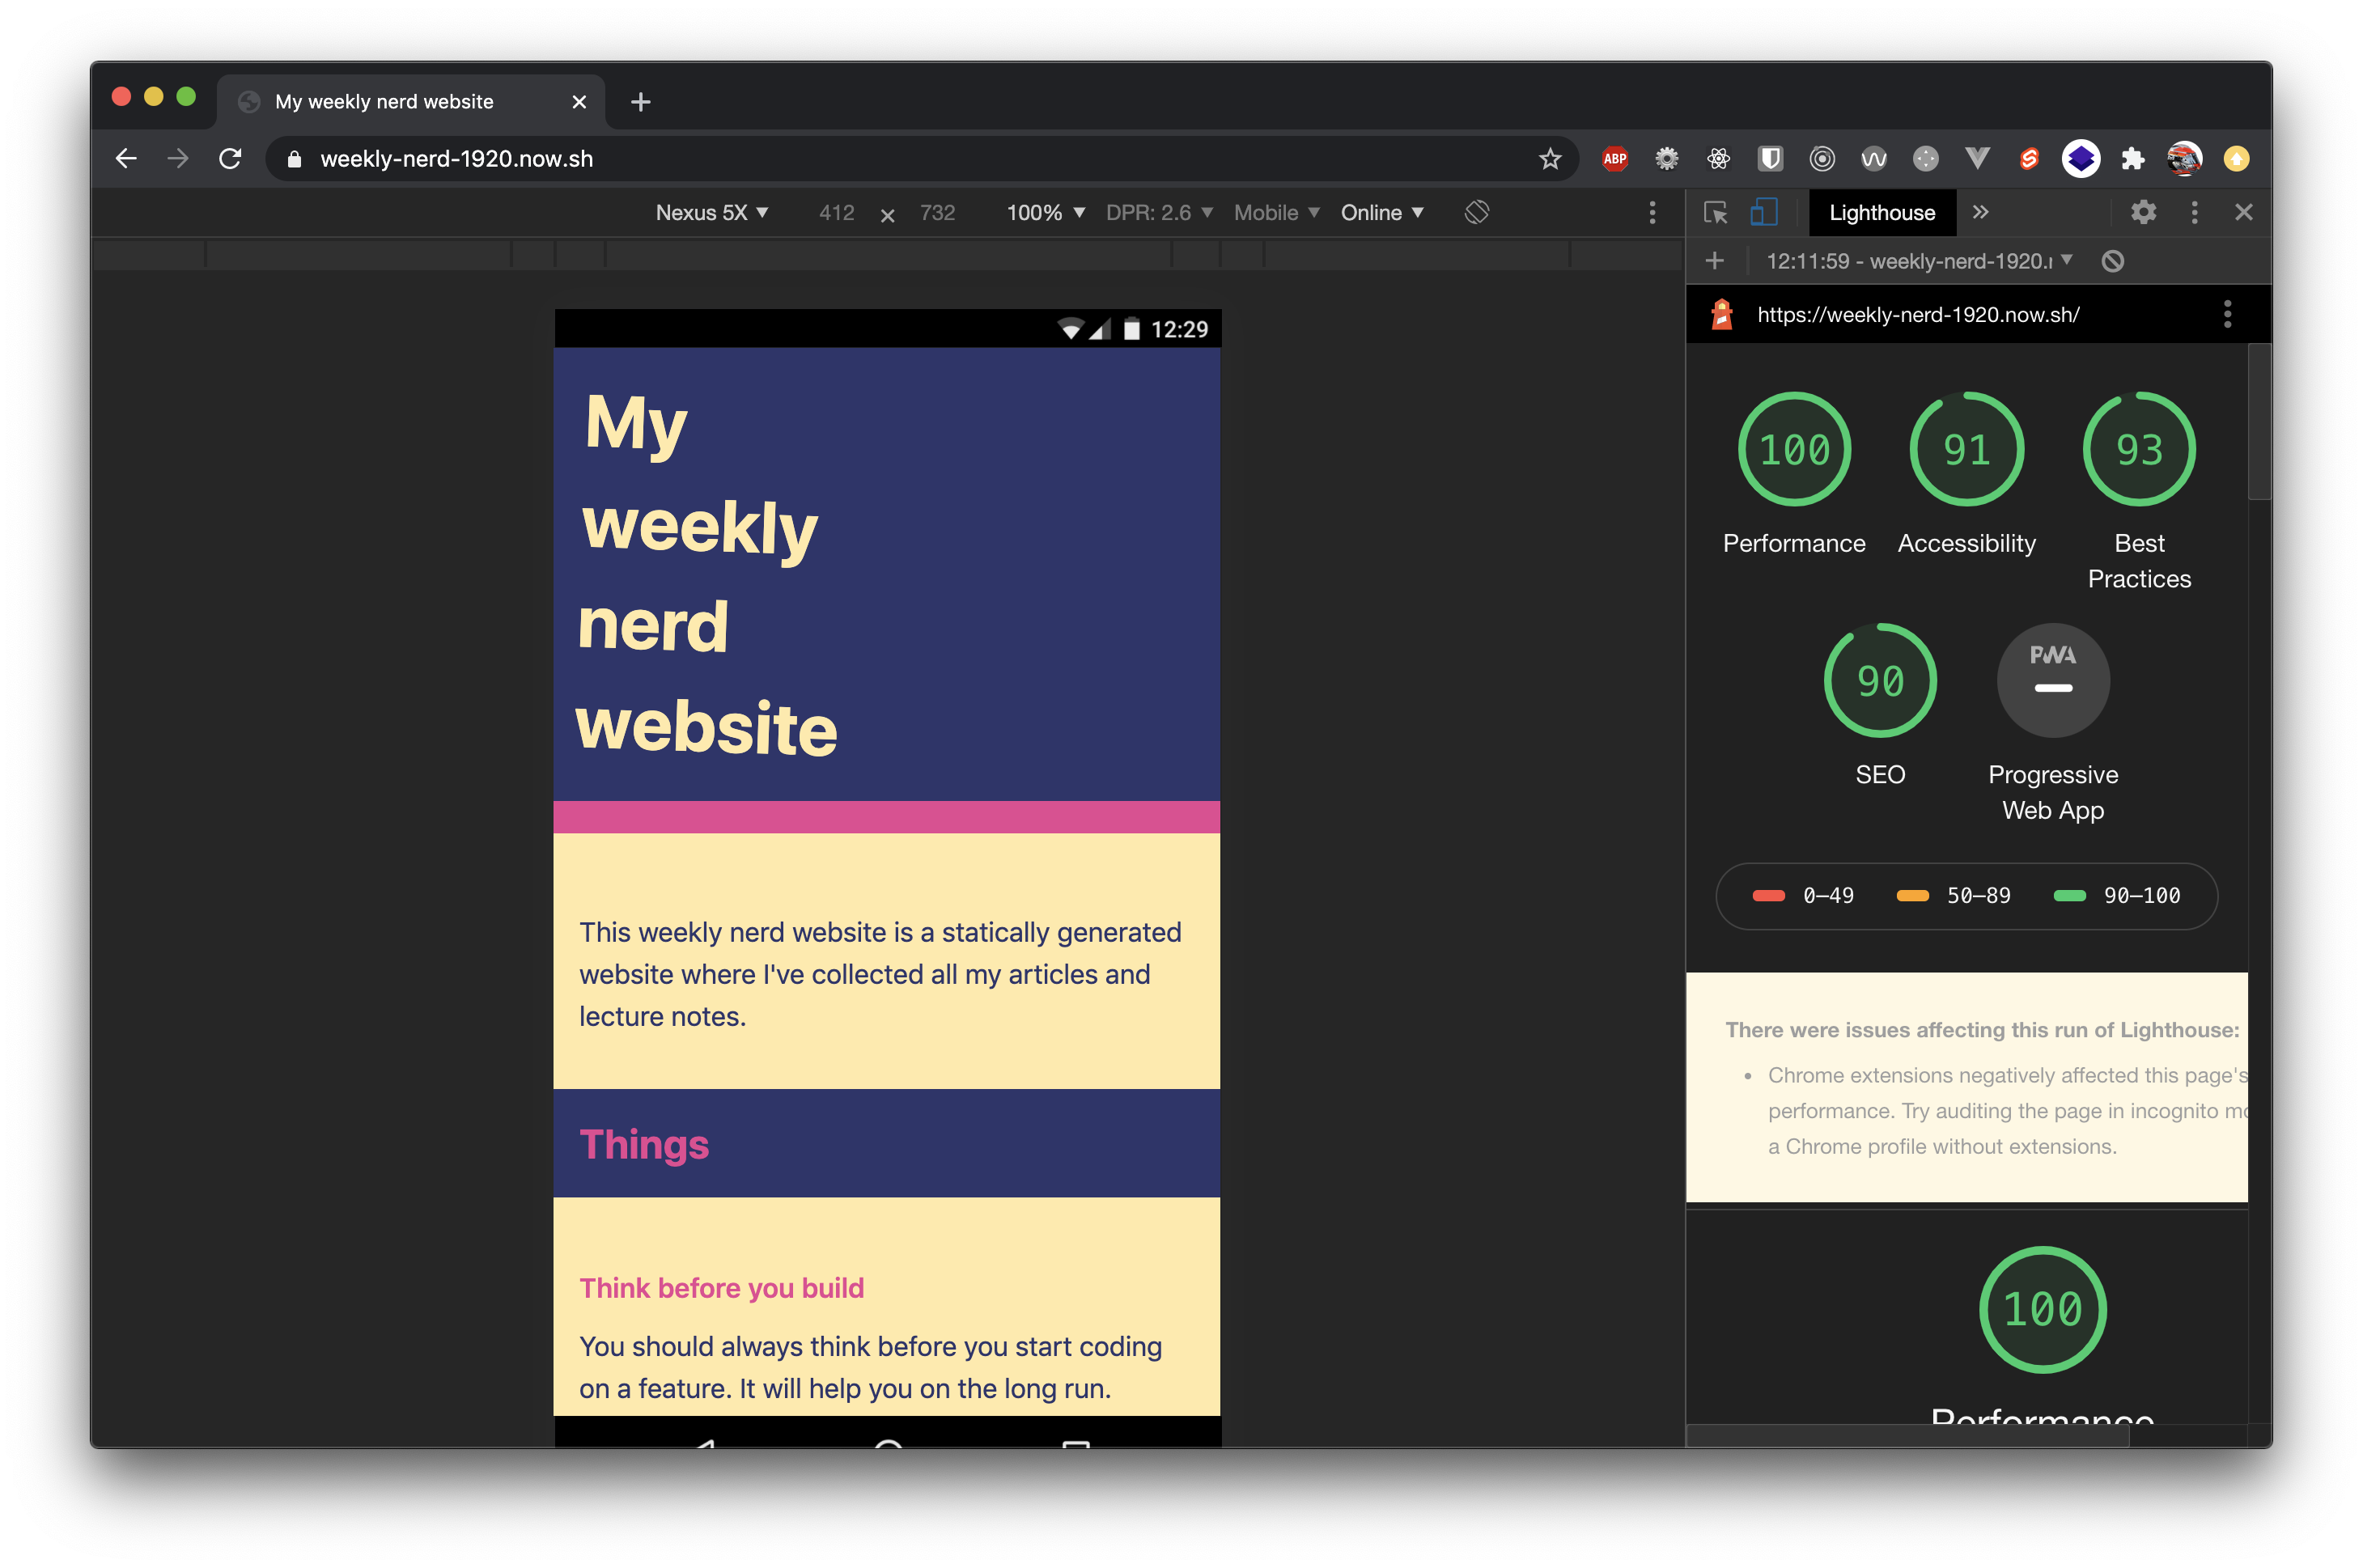 My weekly nerd website
weekly-nerd-1920.now.sh
ABP
Nexus 5X 412 × 732 100% DPR: 2.6 Mobile Online
Lighthouse
12:11:59 - weekly-nerd-1920.
https://weekly-nerd-1920.now.sh/
12:29
My
weekly
nerd
website
This weekly nerd website is a statically generated
website where I've collected all my articles and
lecture notes.
Things
Think before you build
You should always think before you start coding
on a feature. It will help you on the long run.
100 91 93
Performance Accessibility Best
Practices
90 PWA
SEO Progressive
Web App
0–49 50–89 90–100
There were issues affecting this run of Lighthouse:
• Chrome extensions negatively affected this page's
performance. Try auditing the page in incognito
a Chrome profile without extensions.
100
Performance